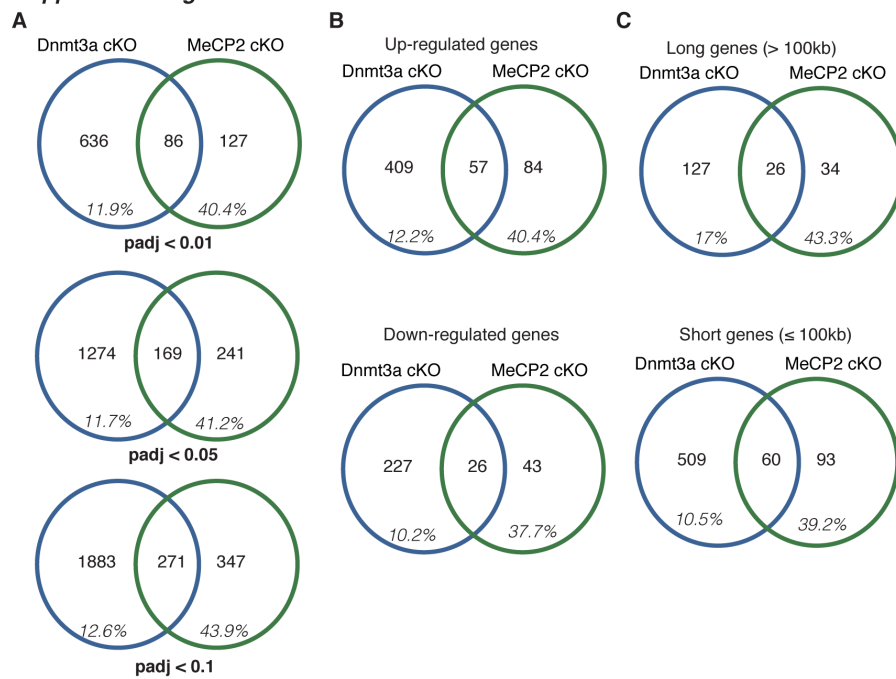 A
Dnmt3a cKO MeCP2 cKO
636 86 127
11.9% 40.4%
padj < 0.01
1274 169 241
11.7% 41.2%
padj < 0.05
1883 271 347
12.6% 43.9%
padj < 0.1
B
Up-regulated genes
Dnmt3a cKO MeCP2 cKO
409 57 84
12.2% 40.4%
Down-regulated genes
Dnmt3a cKO MeCP2 cKO
227 26 43
10.2% 37.7%
C
Long genes (> 100kb)
Dnmt3a cKO MeCP2 cKO
127 26 34
17% 43.3%
Short genes (≤ 100kb)
Dnmt3a cKO MeCP2 cKO
509 60 93
10.5% 39.2%